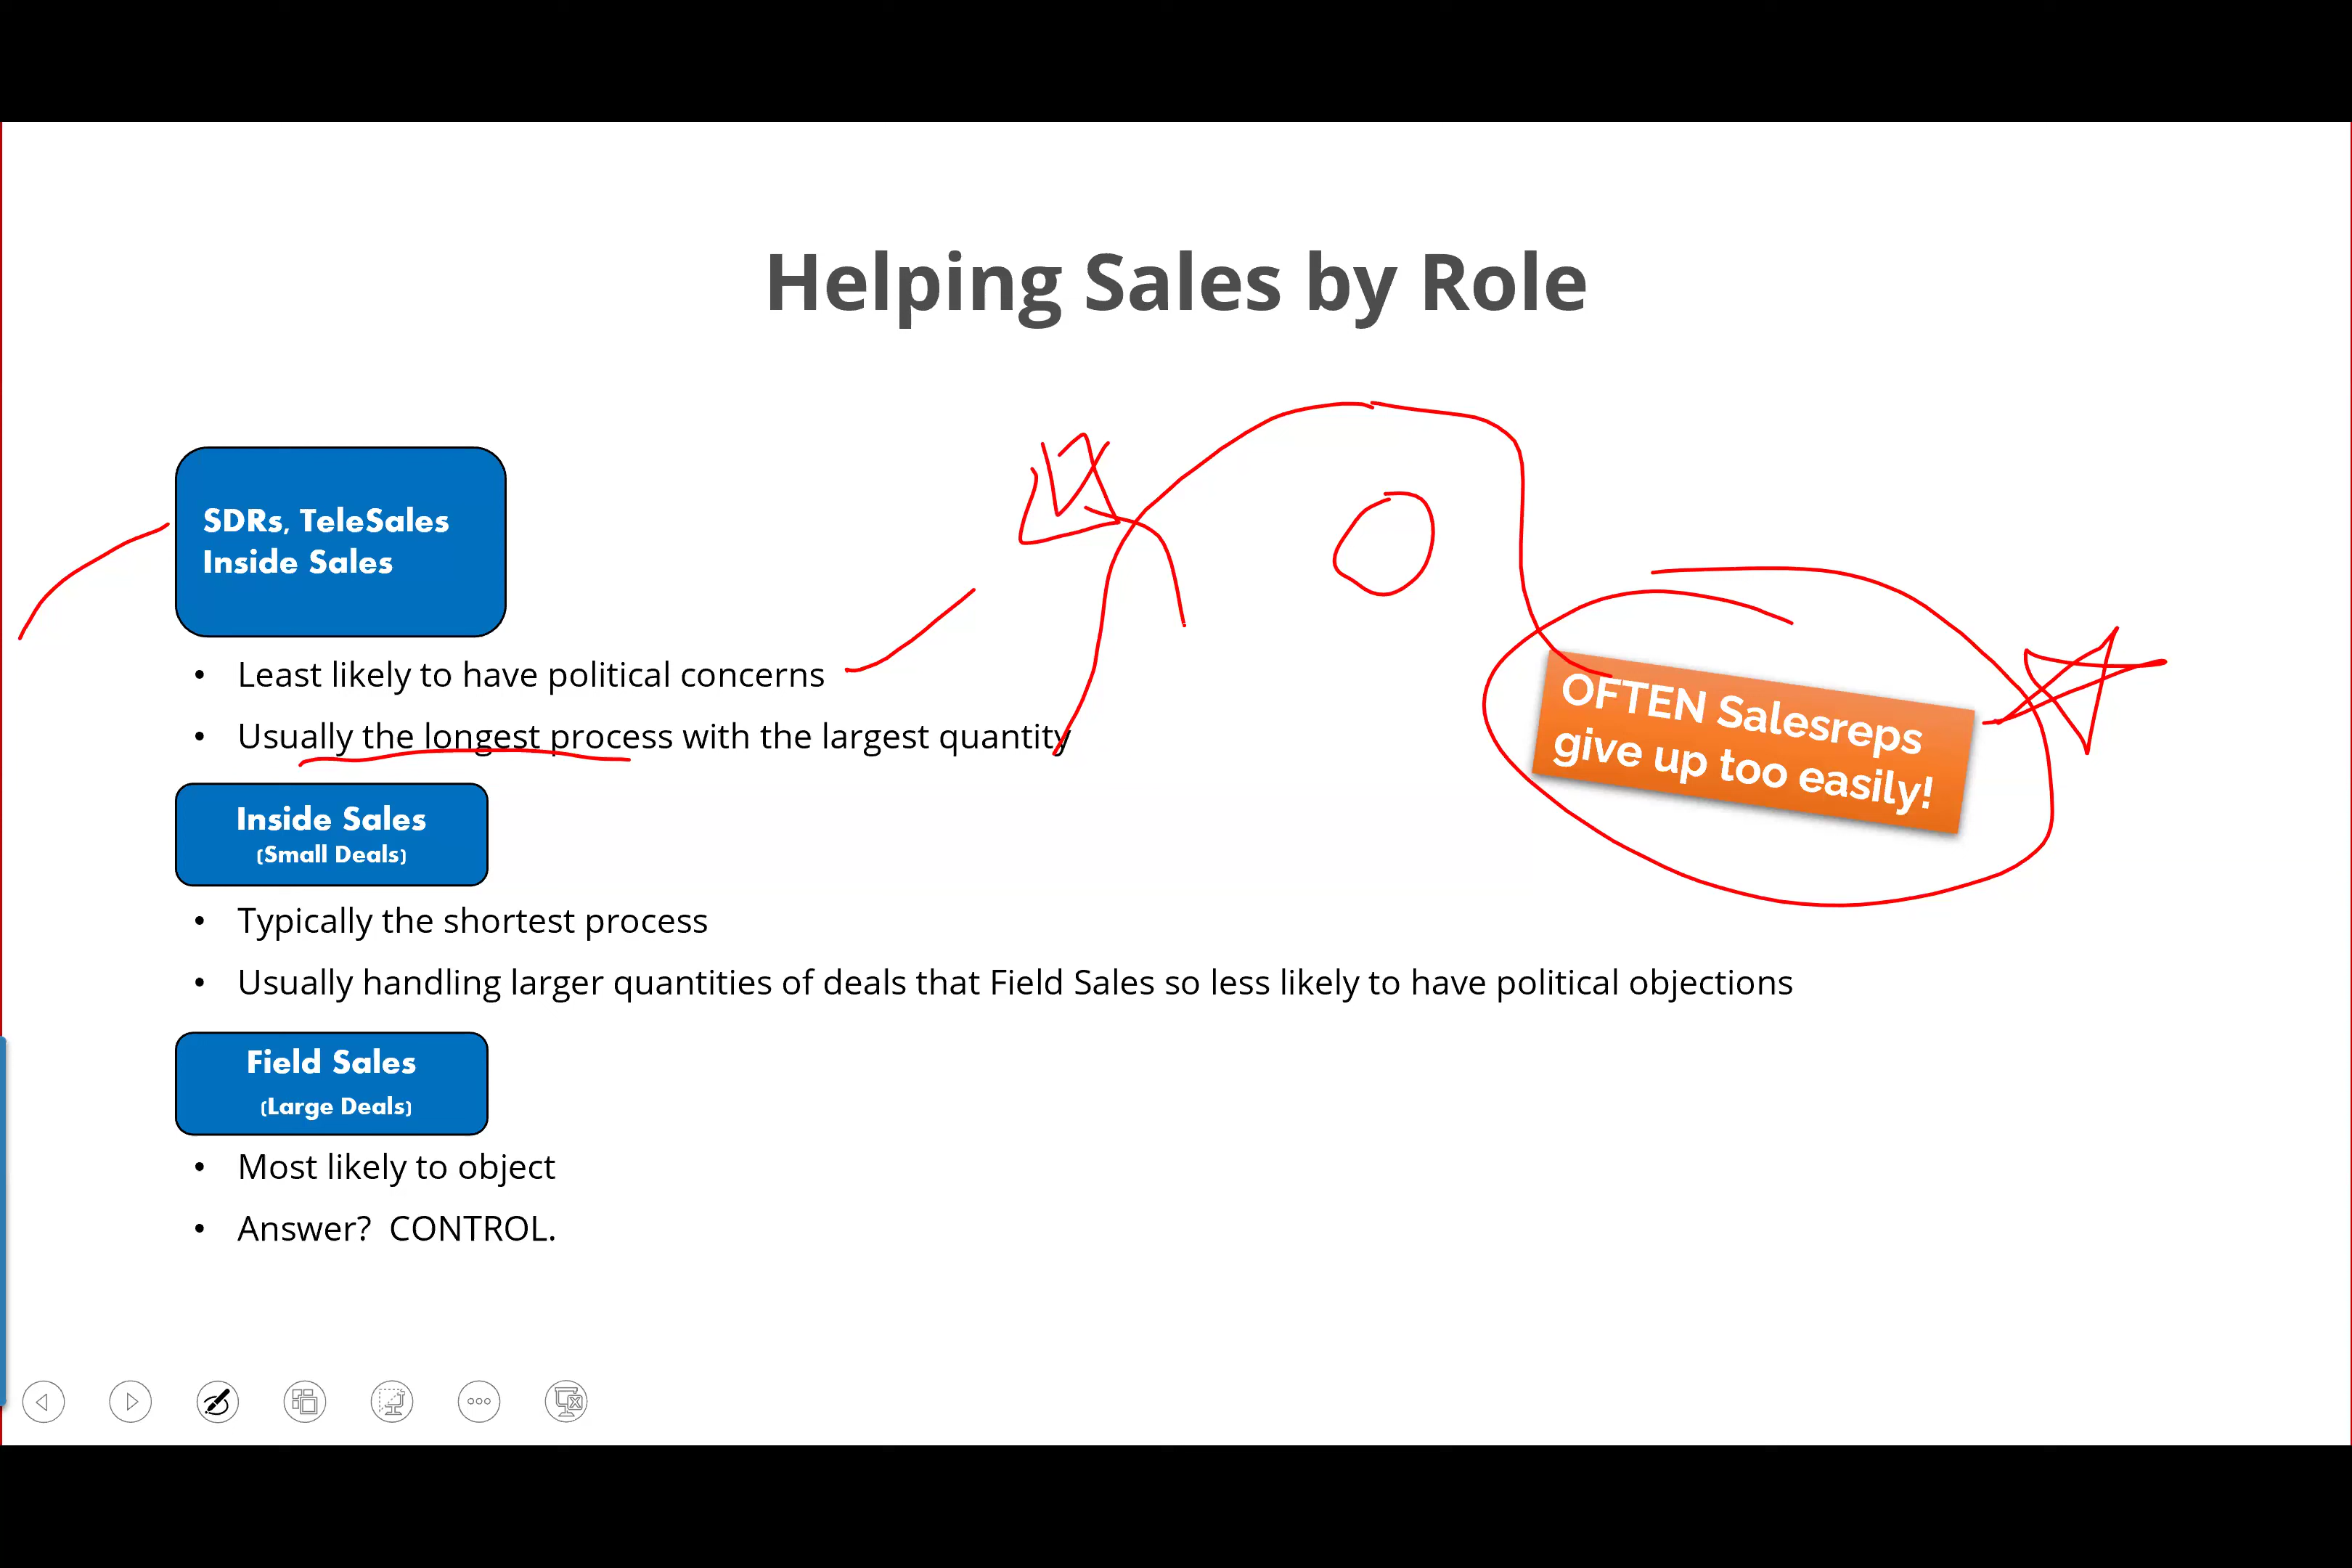 Helping Sales by Role
SDRs, TeleSales
Inside Sales
• Least likely to have political concerns
• Usually the longest process with the largest quantity
OFTEN Salesreps
give up too easily!
Inside Sales
(Small Deals)
• Typically the shortest process
• Usually handling larger quantities of deals that Field Sales so less likely to have political objections
Field Sales
(Large Deals)
• Most likely to object
• Answer?  CONTROL.